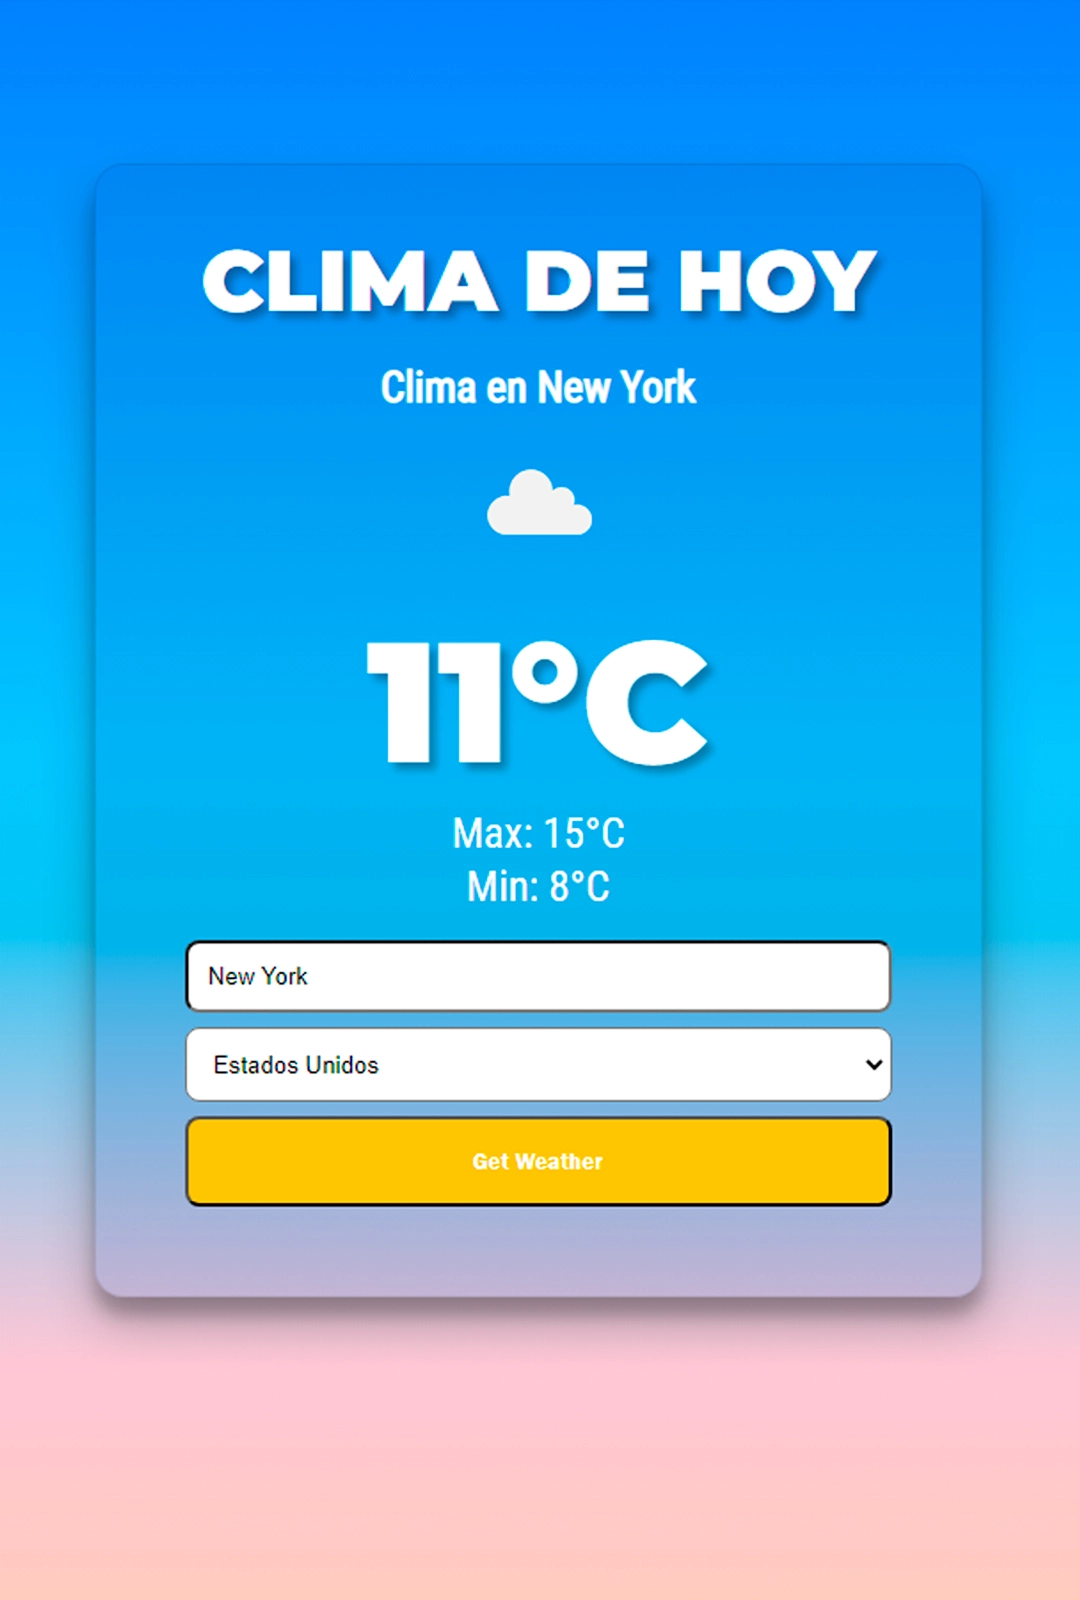 CLIMA DE HOY
Clima en New York
11°C
Max: 15°C
Min: 8°C
New York
Estados Unidos
Get Weather